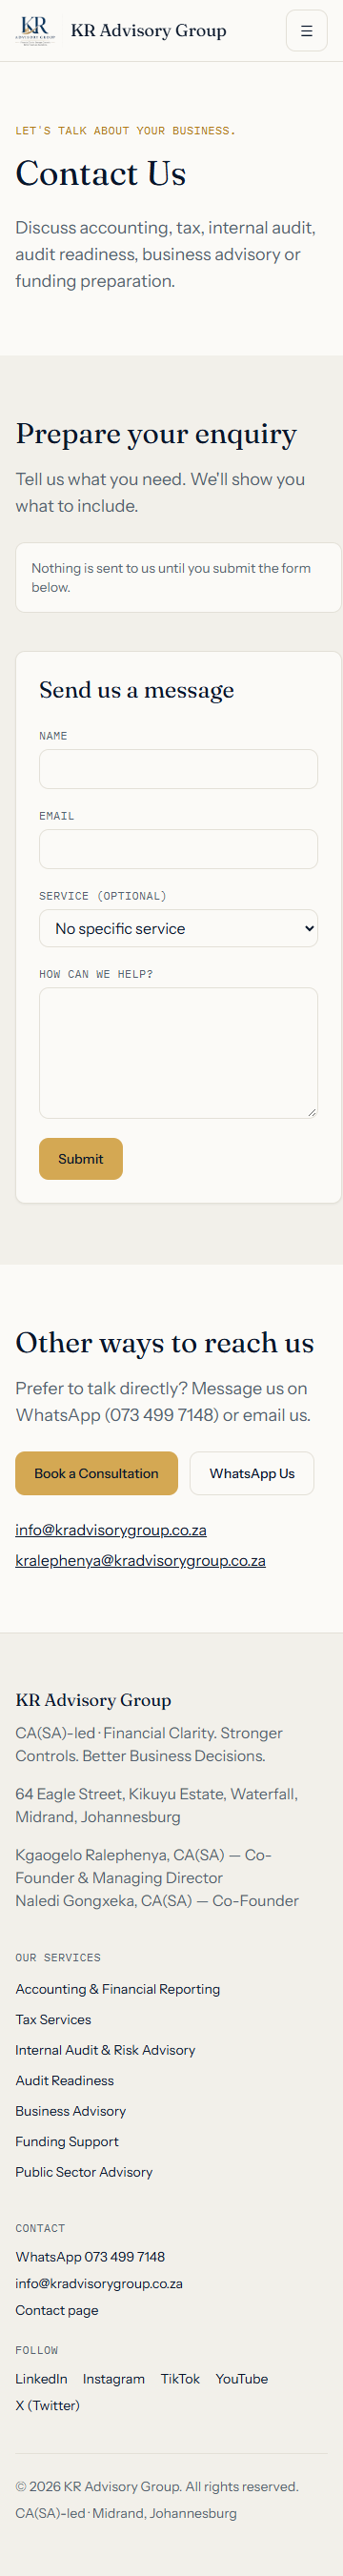 KR
ADVISORY GROUP
KR Advisory Group
☰
LET'S TALK ABOUT YOUR BUSINESS.
Contact Us
Discuss accounting, tax, internal audit,
audit readiness, business advisory or
funding preparation.
Prepare your enquiry
Tell us what you need. We'll show you
what to include.
Nothing is sent to us until you submit the form
below.
Send us a message
NAME
EMAIL
SERVICE (OPTIONAL)
No specific service
HOW CAN WE HELP?
Submit
Other ways to reach us
Prefer to talk directly? Message us on
WhatsApp (073 499 7148) or email us.
Book a Consultation
WhatsApp Us
info@kradvisorygroup.co.za
kralephenya@kradvisorygroup.co.za
KR Advisory Group
CA(SA)-led · Financial Clarity. Stronger
Controls. Better Business Decisions.
64 Eagle Street, Kikuyu Estate, Waterfall,
Midrand, Johannesburg
Kgaogelo Ralephenya, CA(SA) — Co-
Founder & Managing Director
Naledi Gongxeka, CA(SA) — Co-Founder
OUR SERVICES
Accounting & Financial Reporting
Tax Services
Internal Audit & Risk Advisory
Audit Readiness
Business Advisory
Funding Support
Public Sector Advisory
CONTACT
WhatsApp 073 499 7148
info@kradvisorygroup.co.za
Contact page
FOLLOW
LinkedIn Instagram TikTok YouTube
X (Twitter)
© 2026 KR Advisory Group. All rights reserved.
CA(SA)-led · Midrand, Johannesburg